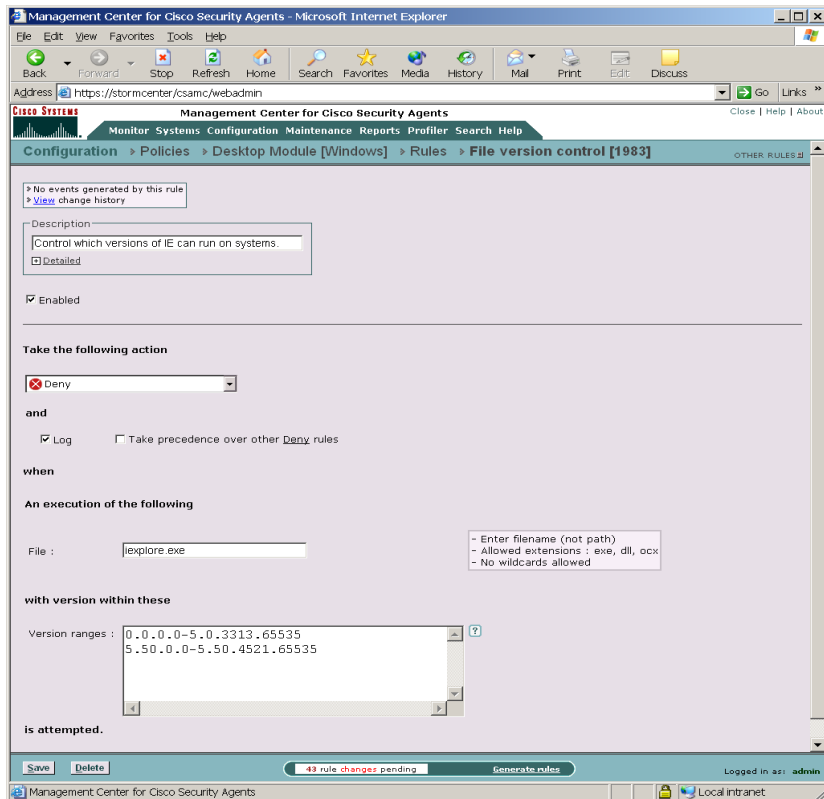 Management Center for Cisco Security Agents - Microsoft Internet Explorer
File Edit View Favorites Tools Help
Back Forward Stop Refresh Home Search Favorites Media History Mail Print Edit Discuss
Address https://stormcenter/csamc/webadmin Go Links »
CISCO SYSTEMS Management Center for Cisco Security Agents Close | Help | About
Monitor Systems Configuration Maintenance Reports Profiler Search Help
Configuration > Policies > Desktop Module [Windows] > Rules > File version control [1983] OTHER RULES
> No events generated by this rule
> View change history
Description
Control which versions of IE can run on systems.
+ Detailed
Enabled
Take the following action
Deny
and
Log Take precedence over other Deny rules
when
An execution of the following
File : iexplore.exe
- Enter filename (not path)
- Allowed extensions : exe, dll, ocx
- No wildcards allowed
with version within these
Version ranges : 0.0.0.0-5.0.3313.65535 ?
5.50.0.0-5.50.4521.65535
is attempted.
Save Delete 43 rule changes pending Generate rules Logged in as: admin
Management Center for Cisco Security Agents Local intranet